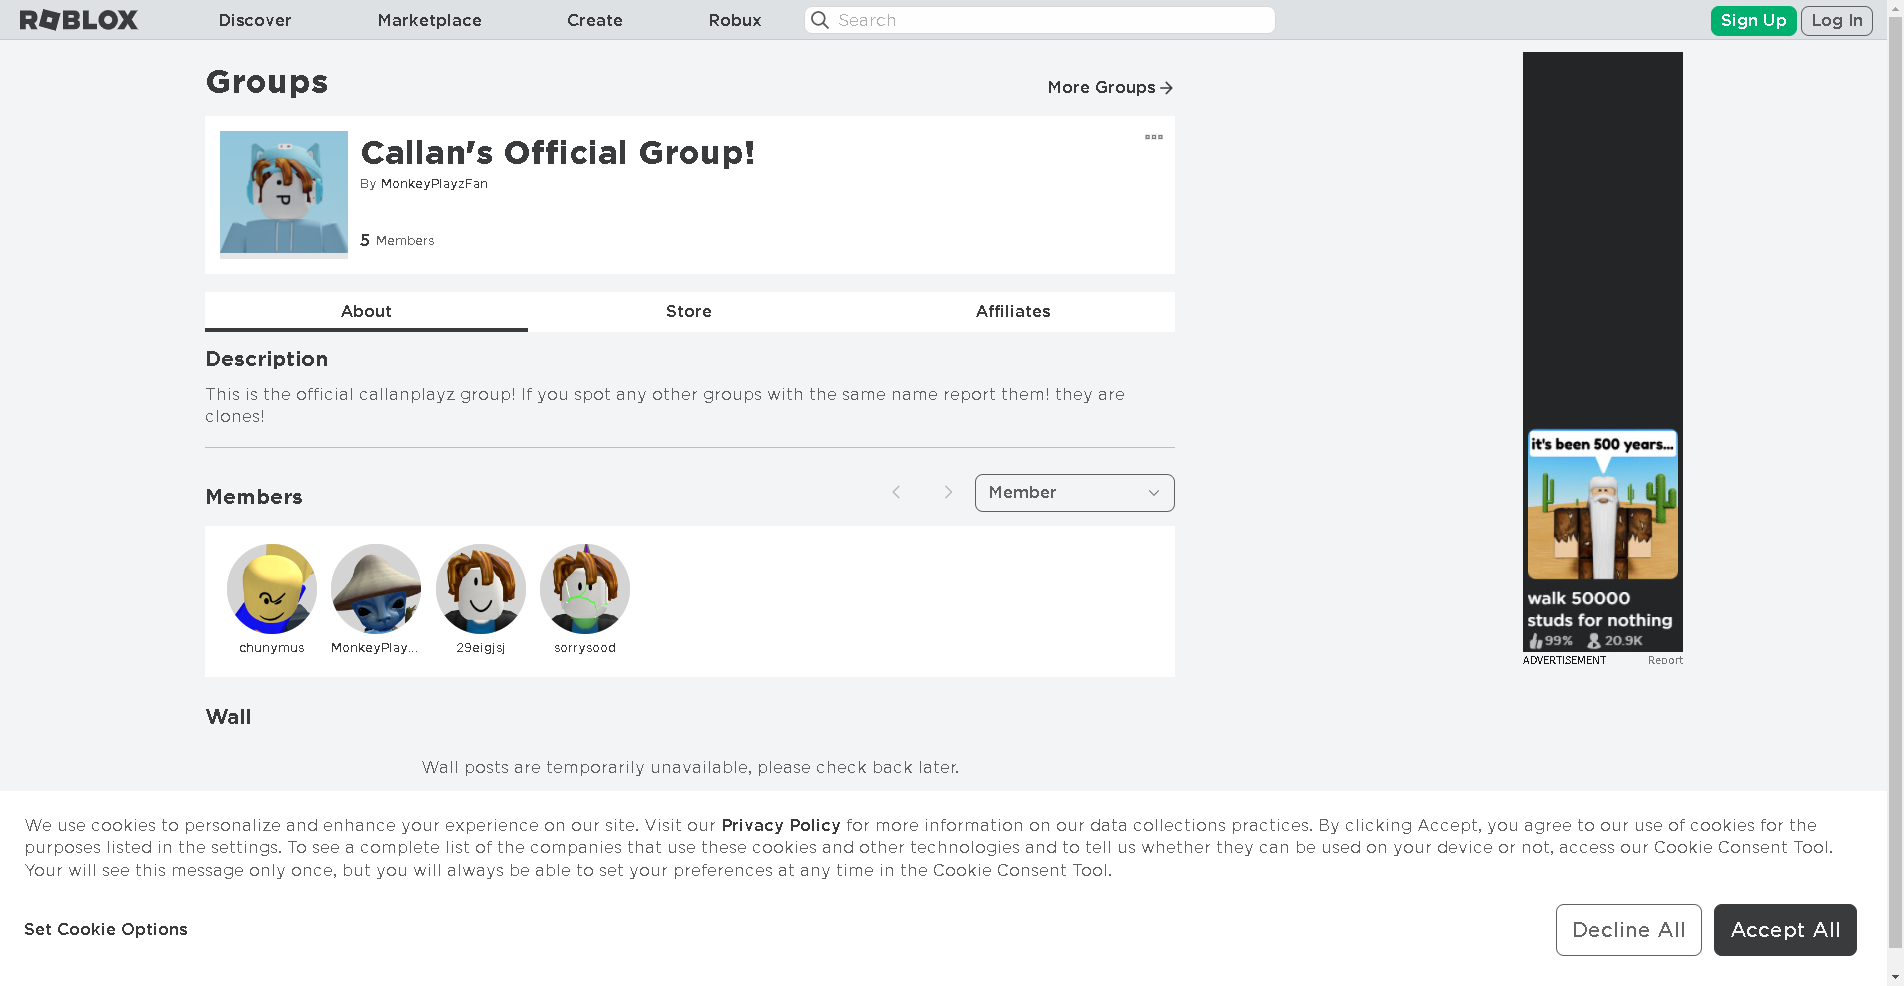 ROBLOX Discover Marketplace Create Robux Search Sign Up Log In
Groups
More Groups
Callan's Official Group!
By MonkeyPlayzFan
5 Members
About Store Affiliates
Description
This is the official callanplayz group! If you spot any other groups with the same name report them! they are
clones!
Members
Member
chunymus MonkeyPlay... 29eigjsj sorrysood
Wall
Wall posts are temporarily unavailable, please check back later.
it's been 500 years...
walk 50000
studs for nothing
99% 20.9K
ADVERTISEMENT Report
We use cookies to personalize and enhance your experience on our site. Visit our Privacy Policy for more information on our data collections practices. By clicking Accept, you agree to our use of cookies for the
purposes listed in the settings. To see a complete list of the companies that use these cookies and other technologies and to tell us whether they can be used on your device or not, access our Cookie Consent Tool.
Your will see this message only once, but you will always be able to set your preferences at any time in the Cookie Consent Tool.
Set Cookie Options
Decline All
Accept All